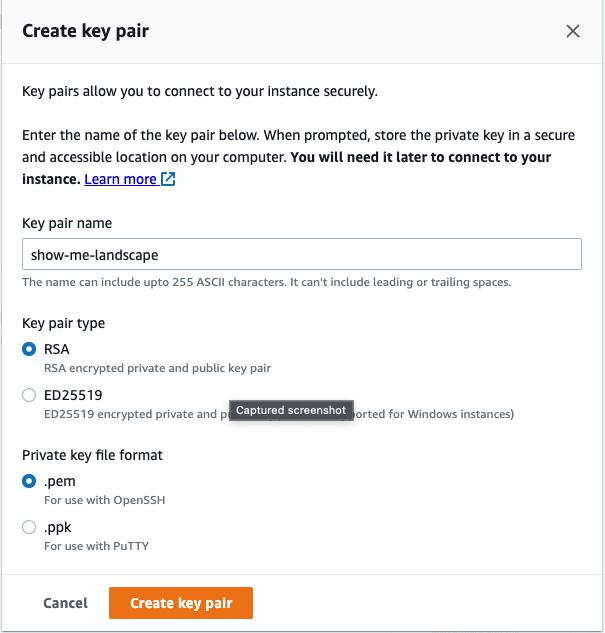 Create key pair
Key pairs allow you to connect to your instance securely.
Enter the name of the key pair below. When prompted, store the private key in a secure
and accessible location on your computer. You will need it later to connect to your
instance. Learn more
Key pair name
show-me-landscape
The name can include upto 255 ASCII characters. It can't include leading or trailing spaces.
Key pair type
RSA
RSA encrypted private and public key pair
ED25519
ED25519 encrypted private and
Captured screenshot
for Windows instances)
Private key file format
.pem
For use with OpenSSH
.ppk
For use with PuTTY
Cancel
Create key pair